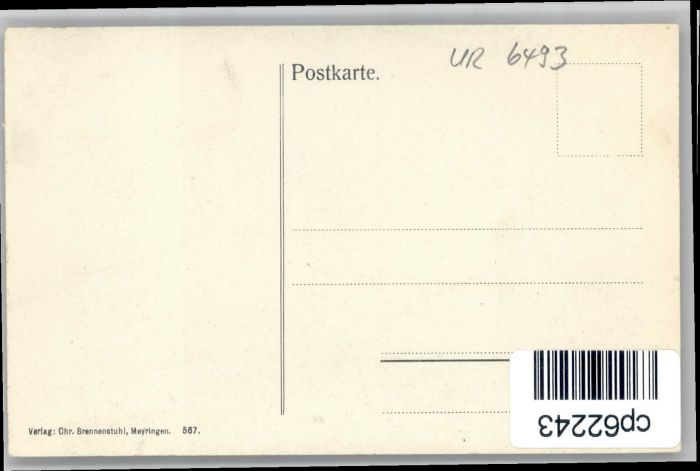 UR 6493
Postkarte.
Verlag: Chr. Brennenstuhl, Meyringen. 567.
cp62243